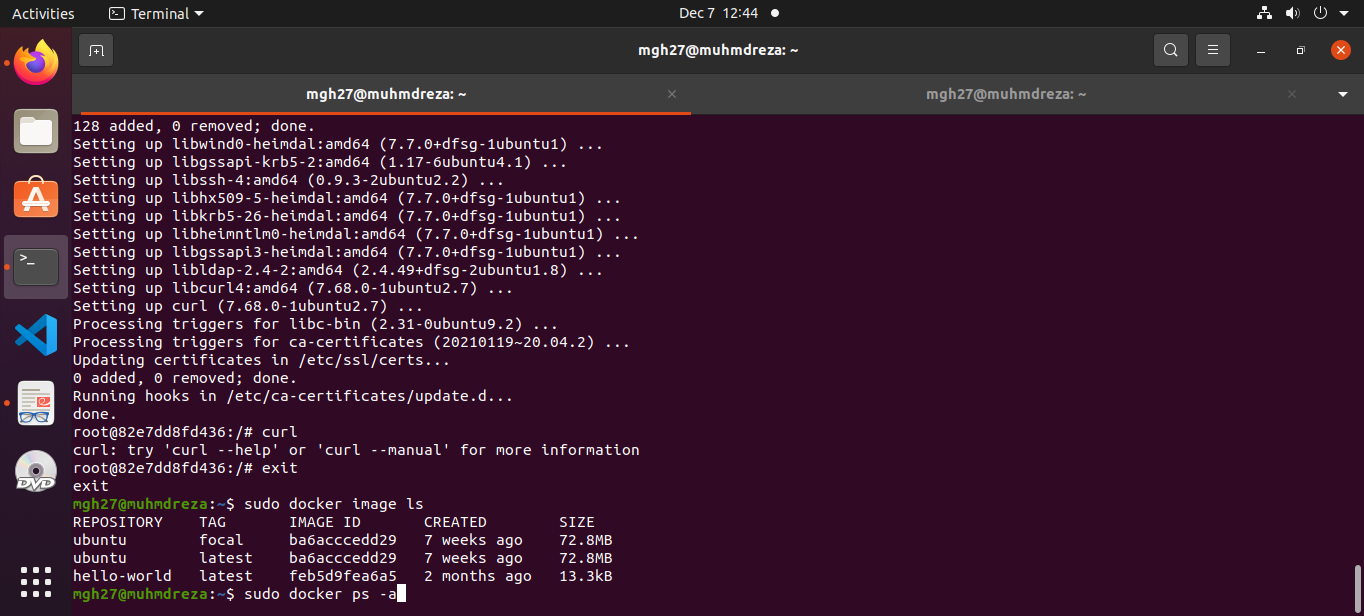 Activities Terminal Dec 7 12:44
mgh27@muhmdreza: ~
mgh27@muhmdreza: ~ mgh27@muhmdreza: ~
128 added, 0 removed; done.
Setting up libwind0-heimdal:amd64 (7.7.0+dfsg-1ubuntu1) ...
Setting up libgssapi-krb5-2:amd64 (1.17-6ubuntu4.1) ...
Setting up libssh-4:amd64 (0.9.3-2ubuntu2.2) ...
Setting up libhx509-5-heimdal:amd64 (7.7.0+dfsg-1ubuntu1) ...
Setting up libkrb5-26-heimdal:amd64 (7.7.0+dfsg-1ubuntu1) ...
Setting up libheimntlm0-heimdal:amd64 (7.7.0+dfsg-1ubuntu1) ...
Setting up libgssapi3-heimdal:amd64 (7.7.0+dfsg-1ubuntu1) ...
Setting up libldap-2.4-2:amd64 (2.4.49+dfsg-2ubuntu1.8) ...
Setting up libcurl4:amd64 (7.68.0-1ubuntu2.7) ...
Setting up curl (7.68.0-1ubuntu2.7) ...
Processing triggers for libc-bin (2.31-0ubuntu9.2) ...
Processing triggers for ca-certificates (20210119~20.04.2) ...
Updating certificates in /etc/ssl/certs...
0 added, 0 removed; done.
Running hooks in /etc/ca-certificates/update.d...
done.
root@82e7dd8fd436:/# curl
curl: try 'curl --help' or 'curl --manual' for more information
root@82e7dd8fd436:/# exit
exit
mgh27@muhmdreza:~$ sudo docker image ls
REPOSITORY TAG IMAGE ID CREATED SIZE
ubuntu focal ba6acccedd29 7 weeks ago 72.8MB
ubuntu latest ba6acccedd29 7 weeks ago 72.8MB
hello-world latest feb5d9fea6a5 2 months ago 13.3kB
mgh27@muhmdreza:~$ sudo docker ps -a
DVD